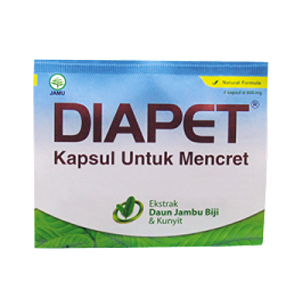 JAMU
Natural Formula
DIAPET®
Kapsul Untuk Mencret
Ekstrak
Daun Jambu Biji
& Kunyit